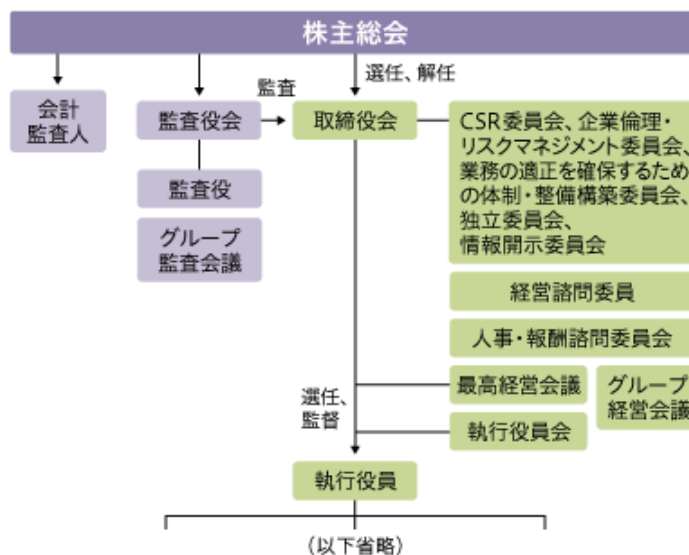 株主総会
選任、解任
監査
会計
監査人
監査役会
取締役会
CSR委員会、企業倫理・
リスクマネジメント委員会、
業務の適正を確保するため
の体制・整備構築委員会、
独立委員会、
情報開示委員会
監査役
グループ
監査会議
経営諮問委員
人事・報酬諮問委員会
最高経営会議
グループ
経営会議
選任、
監督
執行役員会
執行役員
（以下省略）